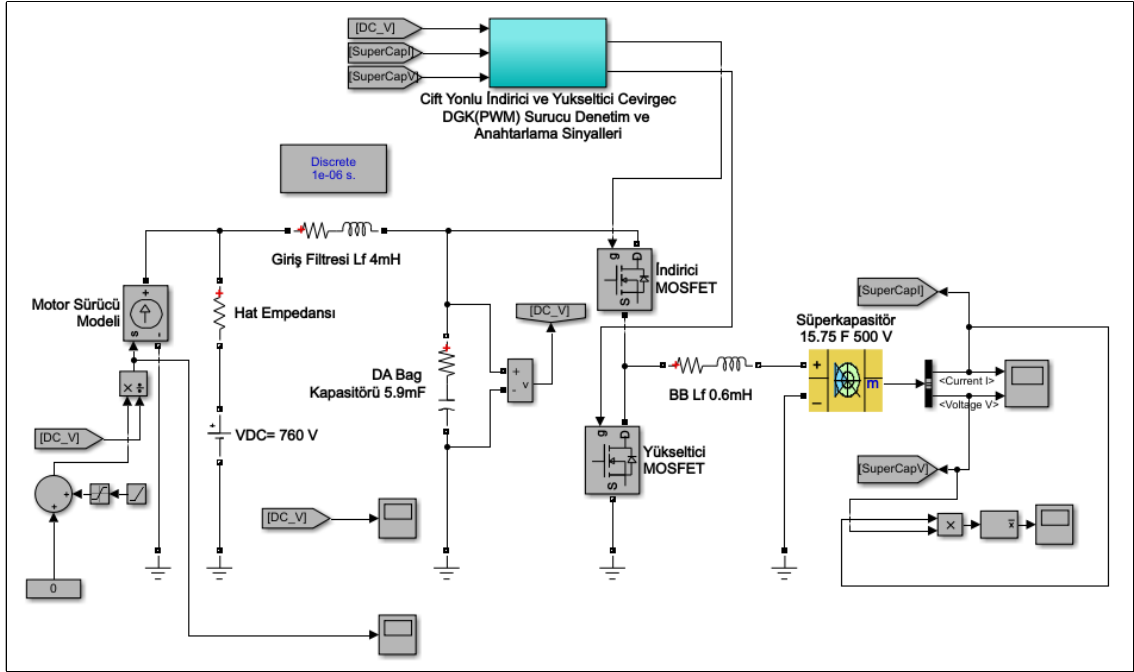 [DC_V]
[SuperCapI]
[SuperCapV]
Cift Yonlu İndirici ve Yukseltici Cevirgec
DGK(PWM) Surucu Denetim ve
Anahtarlama Sinyalleri
Discrete
1e-06 s.
Giriş Filtresi Lf 4mH
Motor Sürücü
Modeli
+
s
-
Hat Empedansı
VDC= 760 V
DA Bag
Kapasitörü 5.9mF
+
-
v
[DC_V]
g
D
S
İndirici
MOSFET
BB Lf 0.6mH
g
D
S
Yükseltici
MOSFET
Süperkapasitör
15.75 F 500 V
+
m
[SuperCapI]
<Current I>
<Voltage V>
[SuperCapV]
×
x
× ÷
[DC_V]
+
+
0
[DC_V]